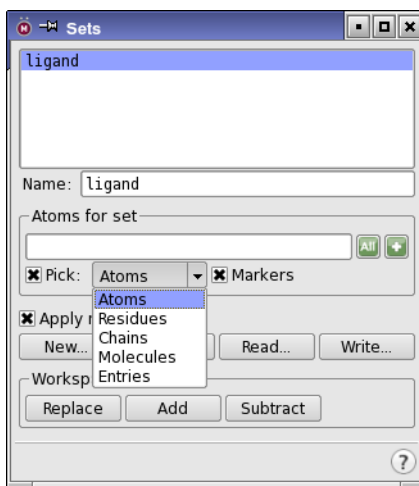 Sets
ligand
Name: ligand
Atoms for set
All +
Pick: Atoms Markers
Atoms
Residues
Chains
Molecules
Entries
Apply
New... Read... Write...
Replace Add Subtract
?